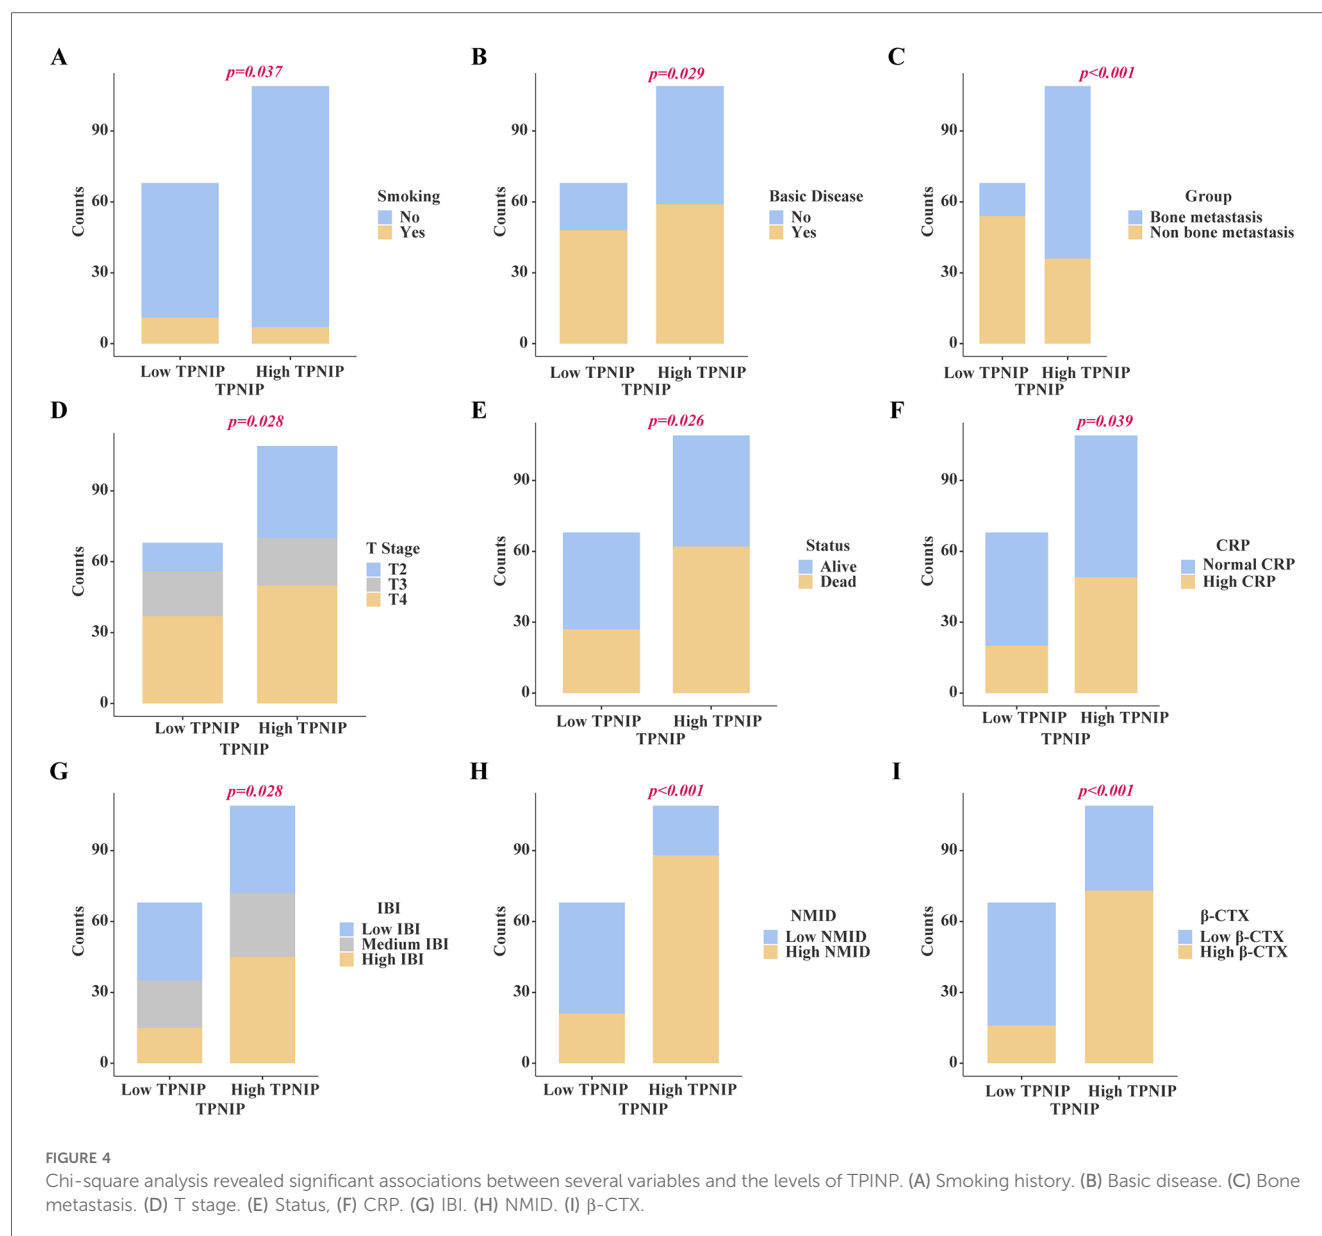 A
p=0.037
90
60
30
0
Counts
Smoking
No
Yes
Low TPNIP
High TPNIP
TPNIP
B
p=0.029
90
60
30
0
Counts
Basic Disease
No
Yes
Low TPNIP
High TPNIP
TPNIP
C
p<0.001
90
60
30
0
Counts
Group
Bone metastasis
Non bone metastasis
Low TPNIP
High TPNIP
TPNIP
D
p=0.028
90
60
30
0
Counts
T Stage
T2
T3
T4
Low TPNIP
High TPNIP
TPNIP
E
p=0.026
90
60
30
0
Counts
Status
Alive
Dead
Low TPNIP
High TPNIP
TPNIP
F
p=0.039
90
60
30
0
Counts
CRP
Normal CRP
High CRP
Low TPNIP
High TPNIP
TPNIP
G
p=0.028
90
60
30
0
Counts
IBI
Low IBI
Medium IBI
High IBI
Low TPNIP
High TPNIP
TPNIP
H
p<0.001
90
60
30
0
Counts
NMID
Low NMID
High NMID
Low TPNIP
High TPNIP
TPNIP
I
p<0.001
90
60
30
0
Counts
β-CTX
Low β-CTX
High β-CTX
Low TPNIP
High TPNIP
TPNIP
FIGURE 4
Chi-square analysis revealed significant associations between several variables and the levels of TPINP. (A) Smoking history. (B) Basic disease. (C) Bone
metastasis. (D) T stage. (E) Status, (F) CRP. (G) IBI. (H) NMID. (I) β-CTX.